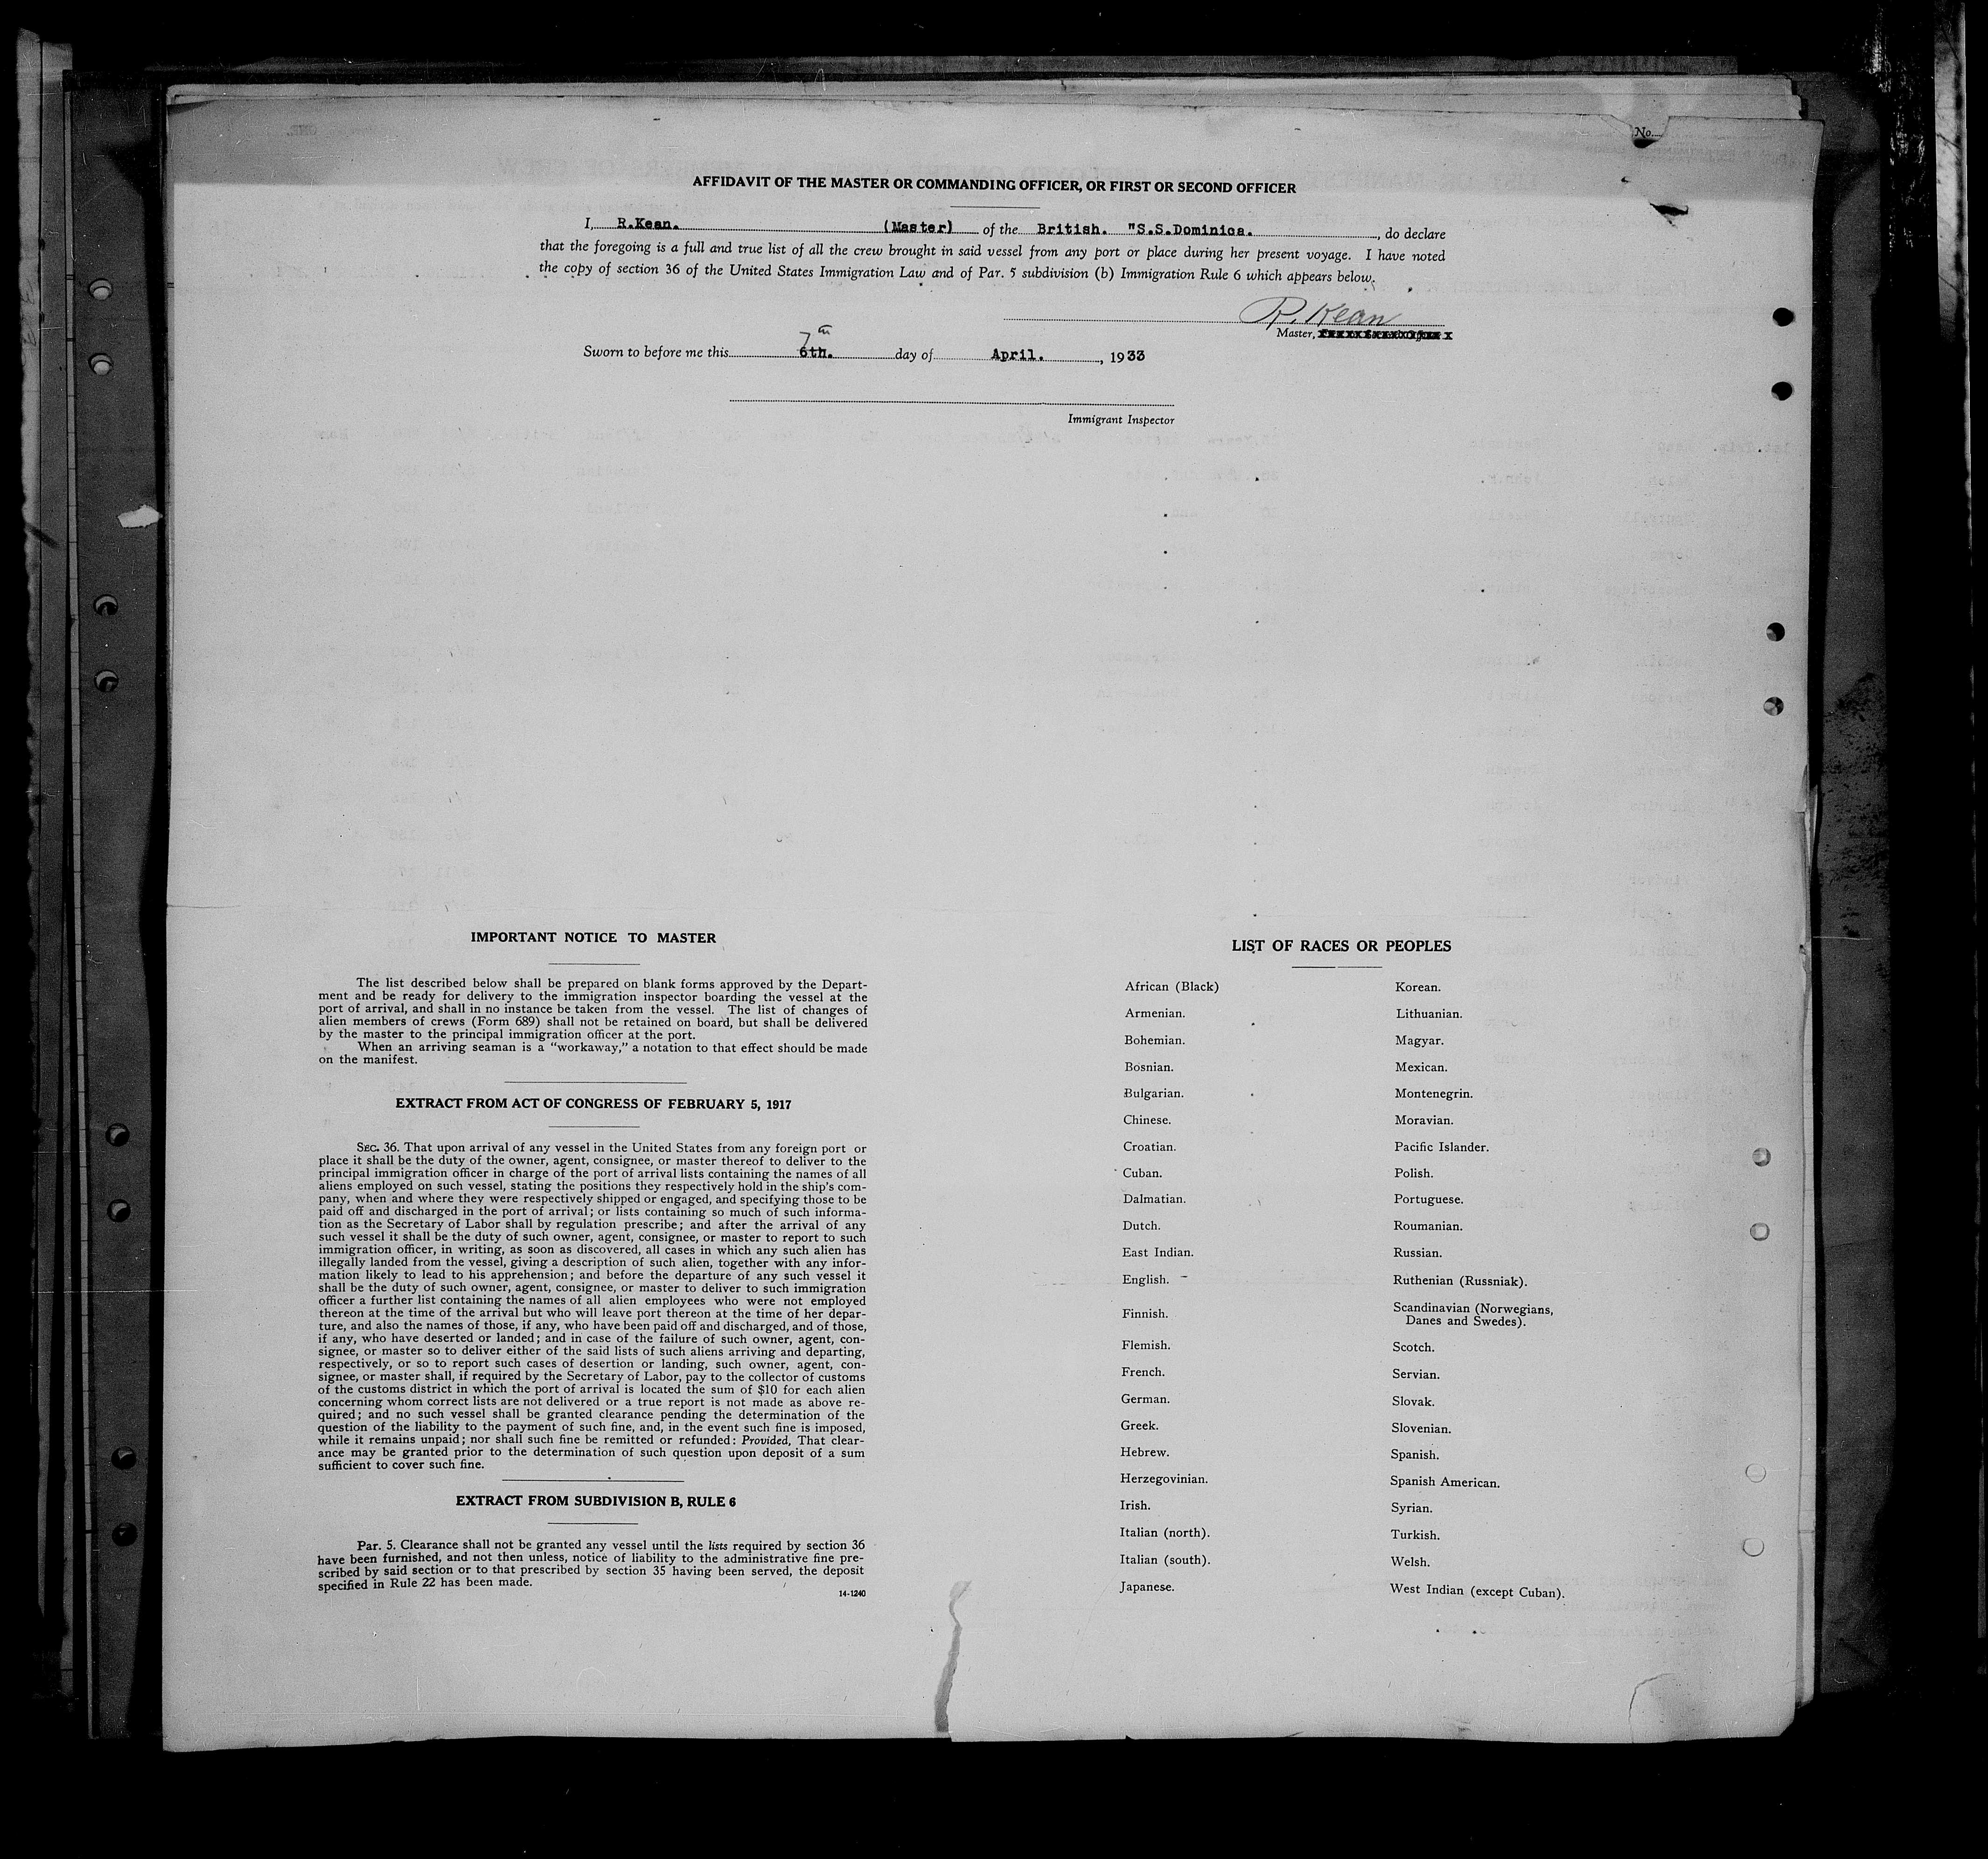 No.
AFFIDAVIT OF THE MASTER OR COMMANDING OFFICER, OR FIRST OR SECOND OFFICER
I, R.Kean. (Master) of the British. "S.S.Dominica. , do declare
that the foregoing is a full and true list of all the crew brought in said vessel from any port or place during her present voyage. I have noted
the copy of section 36 of the United States Immigration Law and of Par. 5 subdivision (b) Immigration Rule 6 which appears below.
R. Kean
Master,
7th
Sworn to before me this 6th. day of April. , 1933
Immigrant Inspector
IMPORTANT NOTICE TO MASTER
The list described below shall be prepared on blank forms approved by the Depart-
ment and be ready for delivery to the immigration inspector boarding the vessel at the
port of arrival, and shall in no instance be taken from the vessel. The list of changes of
alien members of crews (Form 689) shall not be retained on board, but shall be delivered
by the master to the principal immigration officer at the port.
When an arriving seaman is a "workaway," a notation to that effect should be made
on the manifest.
EXTRACT FROM ACT OF CONGRESS OF FEBRUARY 5, 1917
SEC. 36. That upon arrival of any vessel in the United States from any foreign port or
place it shall be the duty of the owner, agent, consignee, or master thereof to deliver to the
principal immigration officer in charge of the port of arrival lists containing the names of all
aliens employed on such vessel, stating the positions they respectively hold in the ship's com-
pany, when and where they were respectively shipped or engaged, and specifying those to be
paid off and discharged in the port of arrival; or lists containing so much of such informa-
tion as the Secretary of Labor shall by regulation prescribe; and after the arrival of any
such vessel it shall be the duty of such owner, agent, consignee, or master to report to such
immigration officer, in writing, as soon as discovered, all cases in which any such alien has
illegally landed from the vessel, giving a description of such alien, together with any infor-
mation likely to lead to his apprehension; and before the departure of any such vessel it
shall be the duty of such owner, agent, consignee, or master to deliver to such immigration
officer a further list containing the names of all alien employees who were not employed
thereon at the time of the arrival but who will leave port thereon at the time of her depar-
ture, and also the names of those, if any, who have been paid off and discharged, and of those,
if any, who have deserted or landed; and in case of the failure of such owner, agent, con-
signee, or master so to deliver either of the said lists of such aliens arriving and departing,
respectively, or so to report such cases of desertion or landing, such owner, agent, con-
signee, or master shall, if required by the Secretary of Labor, pay to the collector of customs
of the customs district in which the port of arrival is located the sum of $10 for each alien
concerning whom correct lists are not delivered or a true report is not made as above re-
quired; and no such vessel shall be granted clearance pending the determination of the
question of the liability to the payment of such fine, and, in the event such fine is imposed,
while it remains unpaid; nor shall such fine be remitted or refunded: Provided, That clear-
ance may be granted prior to the determination of such question upon deposit of a sum
sufficient to cover such fine.
EXTRACT FROM SUBDIVISION B, RULE 6
Par. 5. Clearance shall not be granted any vessel until the lists required by section 36
have been furnished, and not then unless, notice of liability to the administrative fine pre-
scribed by said section or to that prescribed by section 35 having been served, the deposit
specified in Rule 22 has been made.
14-1240
LIST OF RACES OR PEOPLES
African (Black)
Armenian.
Bohemian.
Bosnian.
Bulgarian.
Chinese.
Croatian.
Cuban.
Dalmatian.
Dutch.
East Indian.
English.
Finnish.
Flemish.
French.
German.
Greek.
Hebrew.
Herzegovinian.
Irish.
Italian (north).
Italian (south).
Japanese.
Korean.
Lithuanian.
Magyar.
Mexican.
Montenegrin.
Moravian.
Pacific Islander.
Polish.
Portuguese.
Roumanian.
Russian.
Ruthenian (Russniak).
Scandinavian (Norwegians,
Danes and Swedes).
Scotch.
Servian.
Slovak.
Slovenian.
Spanish.
Spanish American.
Syrian.
Turkish.
Welsh.
West Indian (except Cuban).